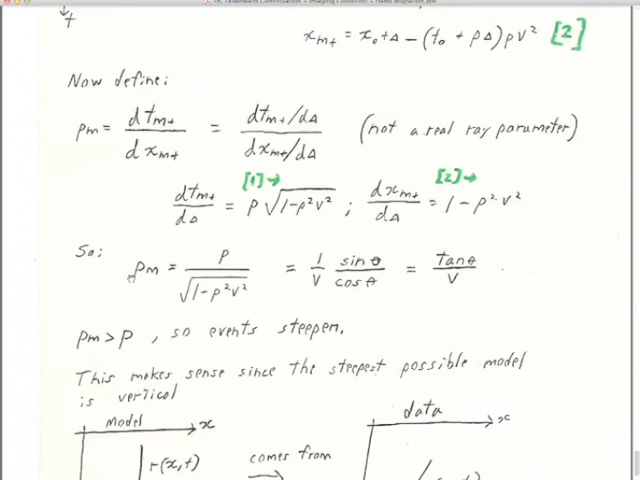 t
x_m+ = x_o + Δ - (t_o + pΔ) p v² [2]
Now define:
p_m = dt_m+ / dx_m+ = (dt_m+/dΔ) / (dx_m+/dΔ) (not a real ray parameter)
[1]→ [2]→
dt_m+ / dΔ = p √(1-p²v²) ; dx_m+ / dΔ = 1 - p² v²
So:
p_m = p / √(1-p²v²) = 1/v sinθ / cosθ = tanθ / v
p_m > p , so events steepen.
This makes sense since the steepest possible model
is vertical
model x data x
r(x,t) comes from